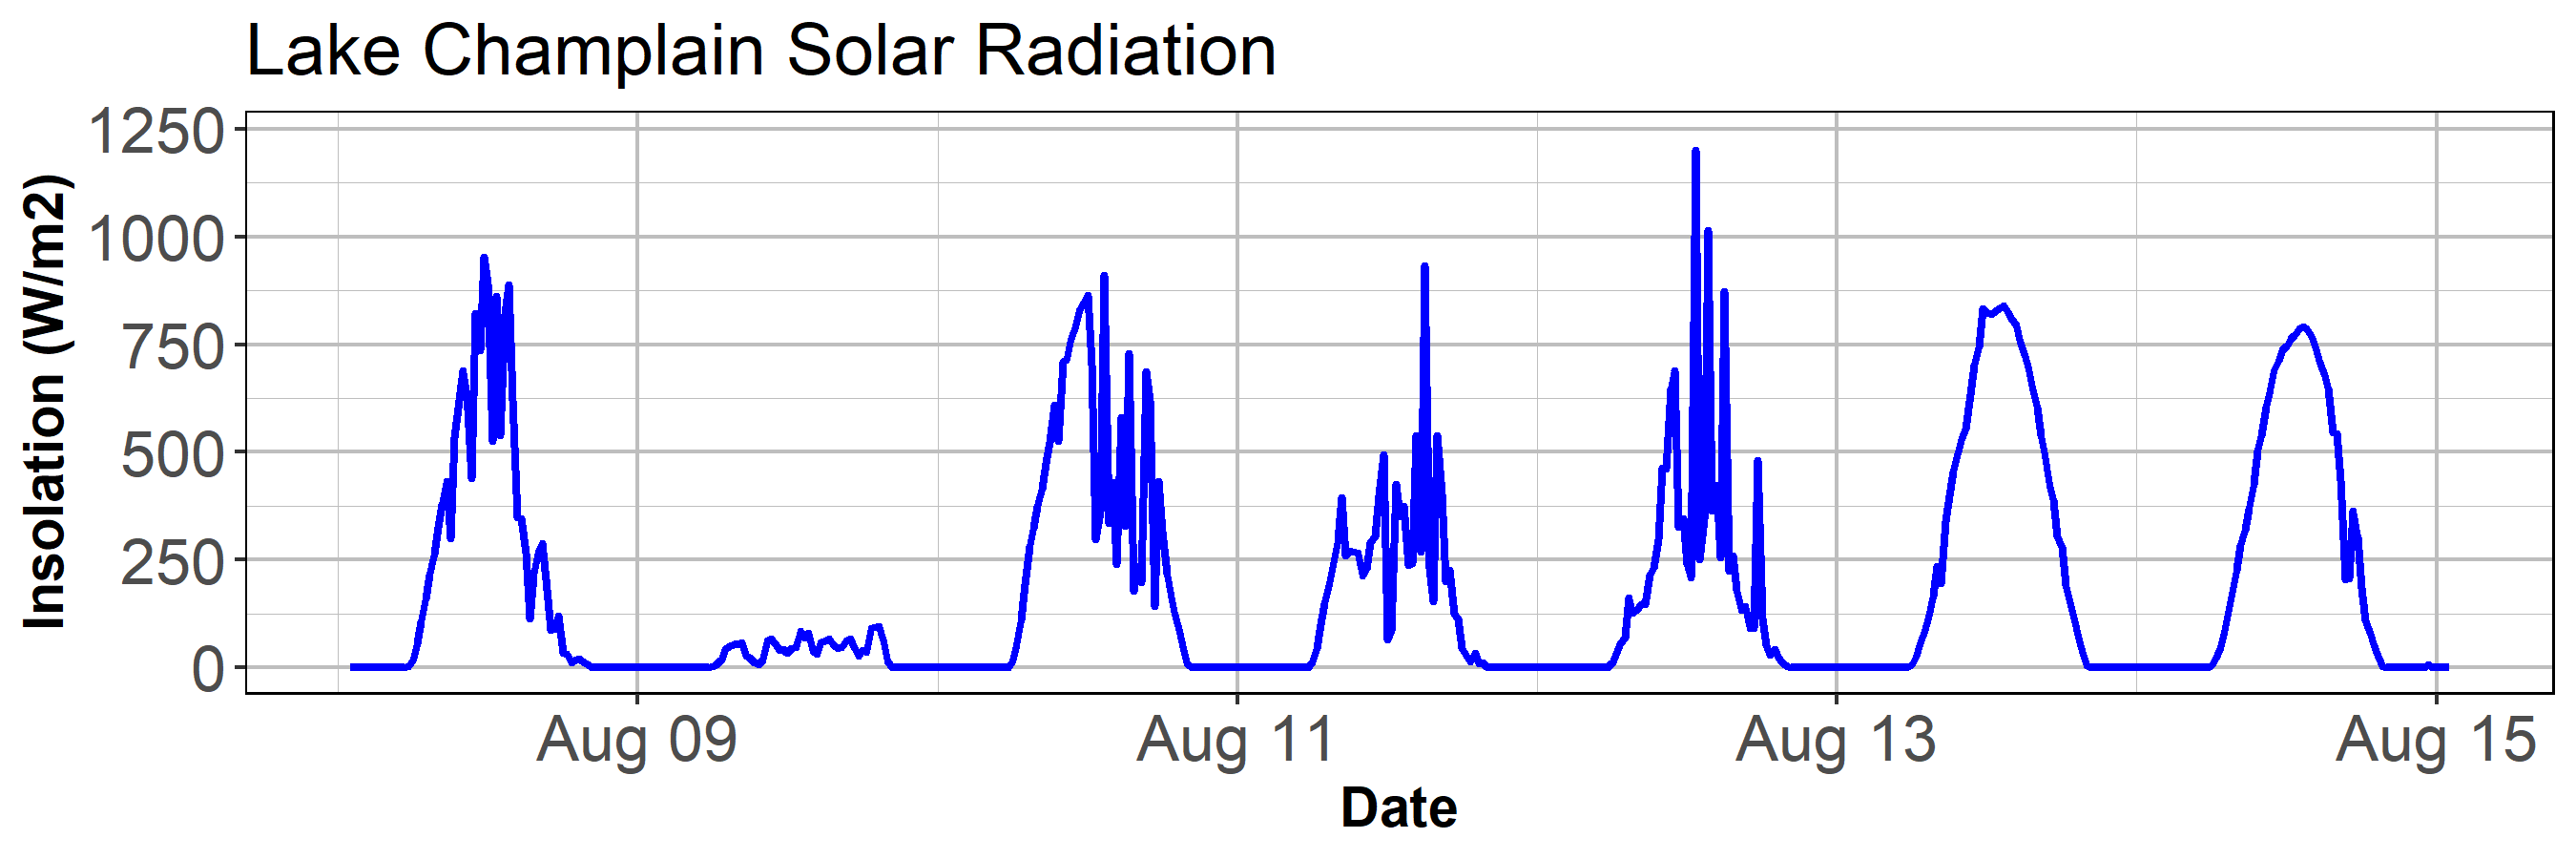 Lake Champlain Solar Radiation
1250
1000
750
500
250
0
Insolation (W/m2)
Aug 09
Aug 11
Aug 13
Aug 15
Date